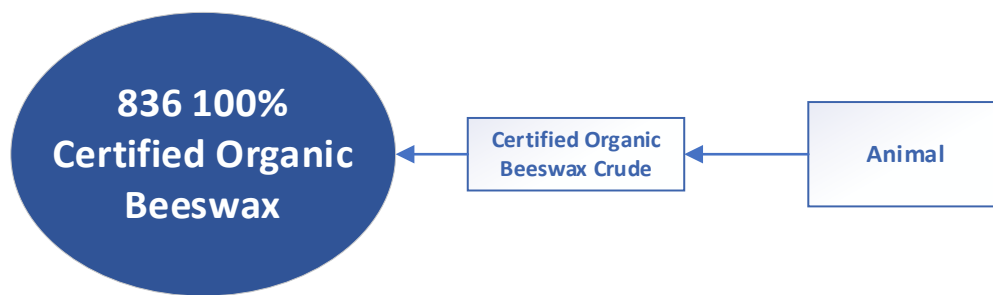 836 100%
Certified Organic
Beeswax
Certified Organic
Beeswax Crude
Animal